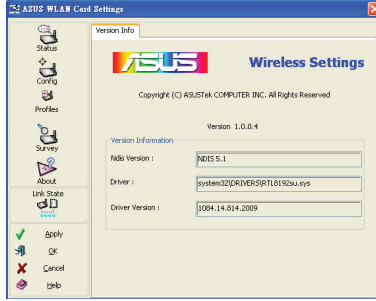 ASUS WLAN Card Settings
Status
Config
Profiles
Survey
About
Link State
Apply
OK
Cancel
Help
Version Info
ASUS
Wireless Settings
Copyright (C) ASUSTek COMPUTER INC. All Rights Reserved
Version 1.0.0.4
Version Information
Ndis Version :
NDIS 5.1
Driver :
system32\DRIVERS\RTL8192su.sys
Driver Version :
1084.14.814.2009